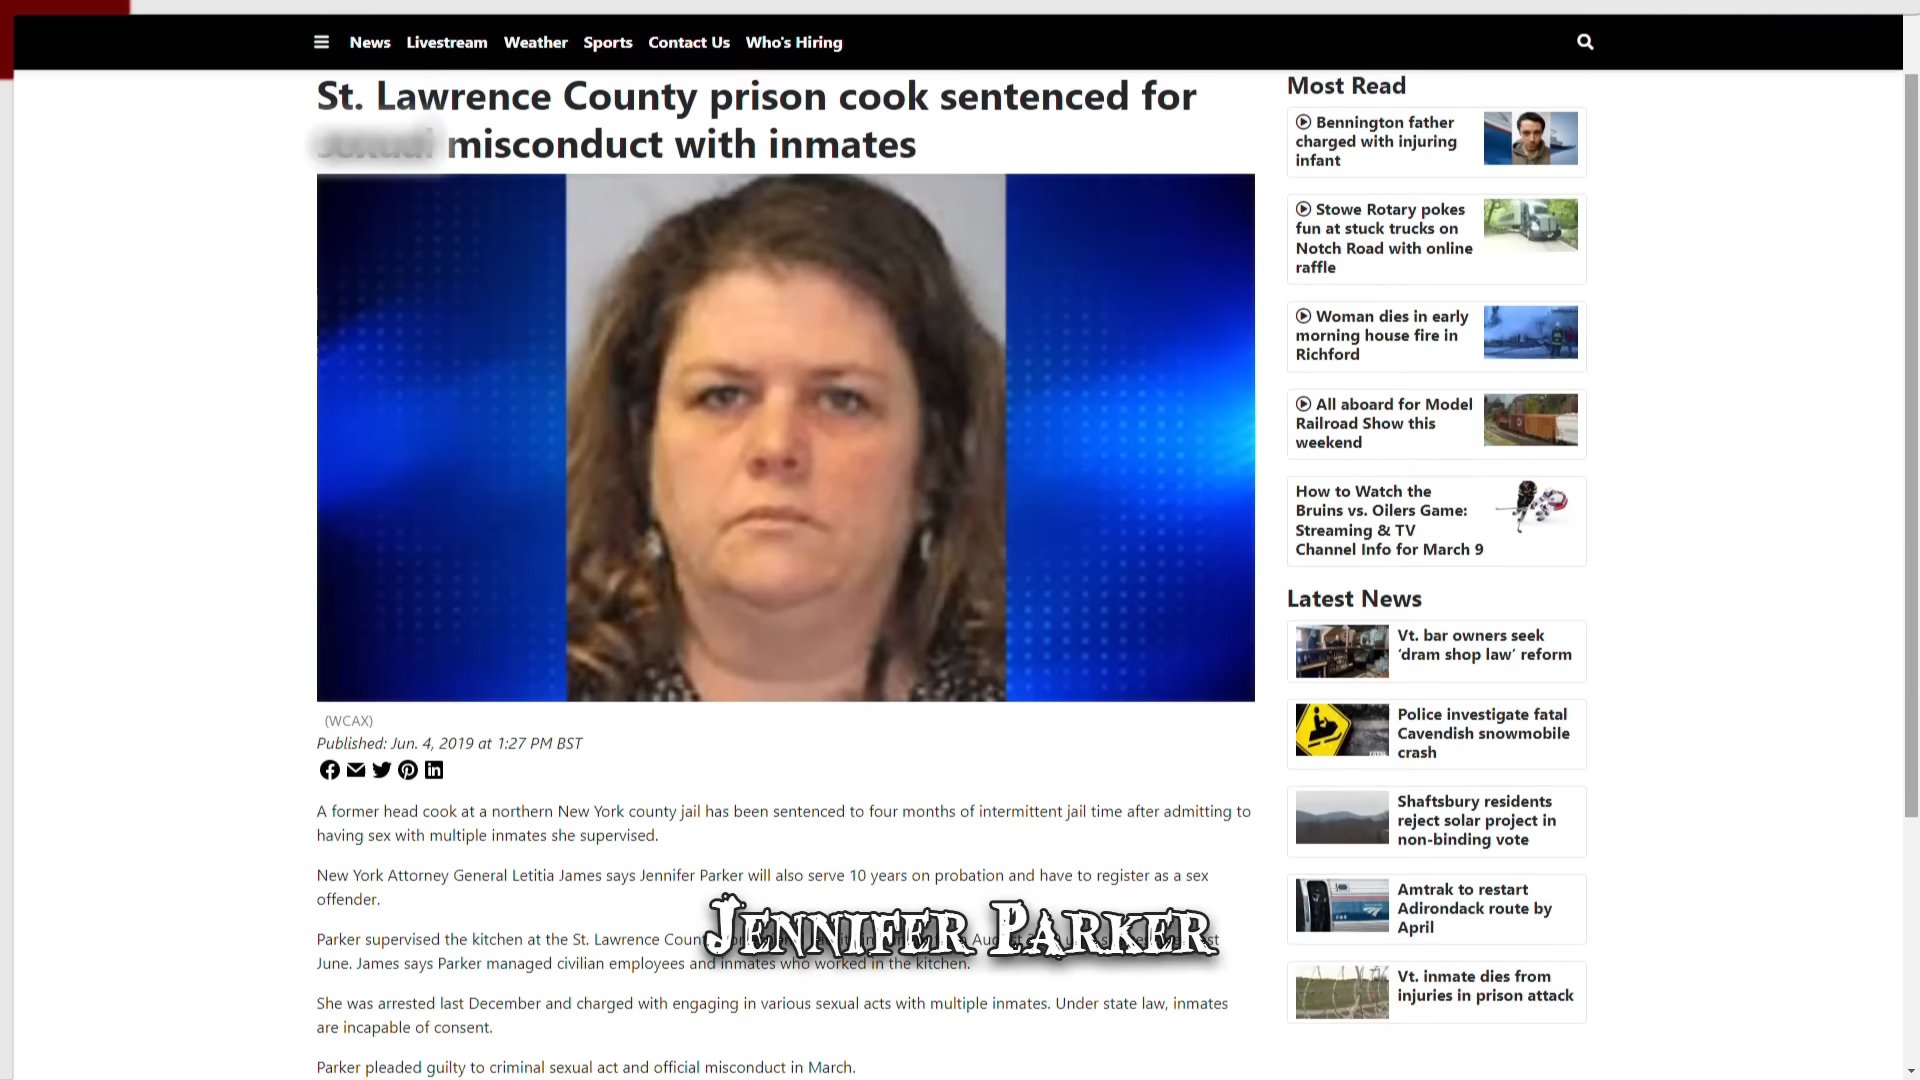 News Livestream Weather Sports Contact Us Who's Hiring
St. Lawrence County prison cook sentenced for
misconduct with inmates
(WCAX)
Published: Jun. 4, 2019 at 1:27 PM BST
A former head cook at a northern New York county jail has been sentenced to four months of intermittent jail time after admitting to
having sex with multiple inmates she supervised.
New York Attorney General Letitia James says Jennifer Parker will also serve 10 years on probation and have to register as a sex
offender.
Parker supervised the kitchen at the St. Lawrence
June. James says Parker managed civilian employees and inmates who worked in the kitchen.
She was arrested last December and charged with engaging in various sexual acts with multiple inmates. Under state law, inmates
are incapable of consent.
Parker pleaded guilty to criminal sexual act and official misconduct in March.
Jennifer Parker
Most Read
Bennington father
charged with injuring
infant
Stowe Rotary pokes
fun at stuck trucks on
Notch Road with online
raffle
Woman dies in early
morning house fire in
Richford
All aboard for Model
Railroad Show this
weekend
How to Watch the
Bruins vs. Oilers Game:
Streaming & TV
Channel Info for March 9
Latest News
Vt. bar owners seek
‘dram shop law’ reform
Police investigate fatal
Cavendish snowmobile
crash
Shaftsbury residents
reject solar project in
non-binding vote
Amtrak to restart
Adirondack route by
April
Vt. inmate dies from
injuries in prison attack